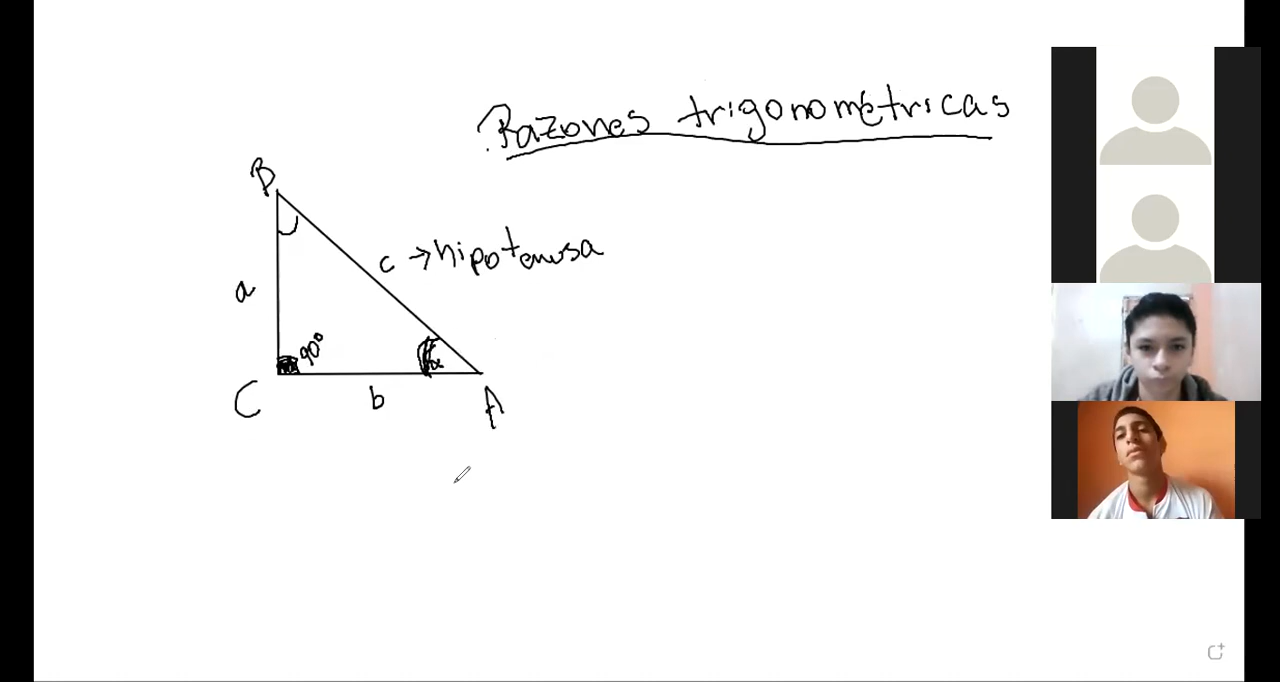 Razones trigonométricas
B
c → hipotenusa
a
90°
α
C
b
A